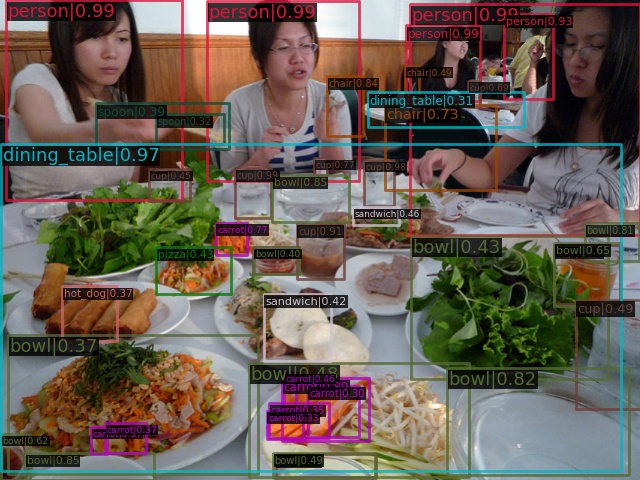 person|0.99
person|0.99
person|0.99
person|0.93
person|0.99
chair|0.84
chair|0.49
cup|0.69
dining_table|0.31
spoon|0.39
spoon|0.32
chair|0.73
dining_table|0.97
cup|0.45
cup|0.99
cup|0.77
cup|0.98
bowl|0.85
sandwich|0.46
carrot|0.77
cup|0.91
bowl|0.81
pizza|0.43
bowl|0.40
bowl|0.43
bowl|0.65
hot_dog|0.37
sandwich|0.42
cup|0.49
bowl|0.37
bowl|0.48
carrot|0.46
carrot|0.30
bowl|0.82
carrot|0.33
carrot|0.37
bowl|0.62
bowl|0.85
bowl|0.49